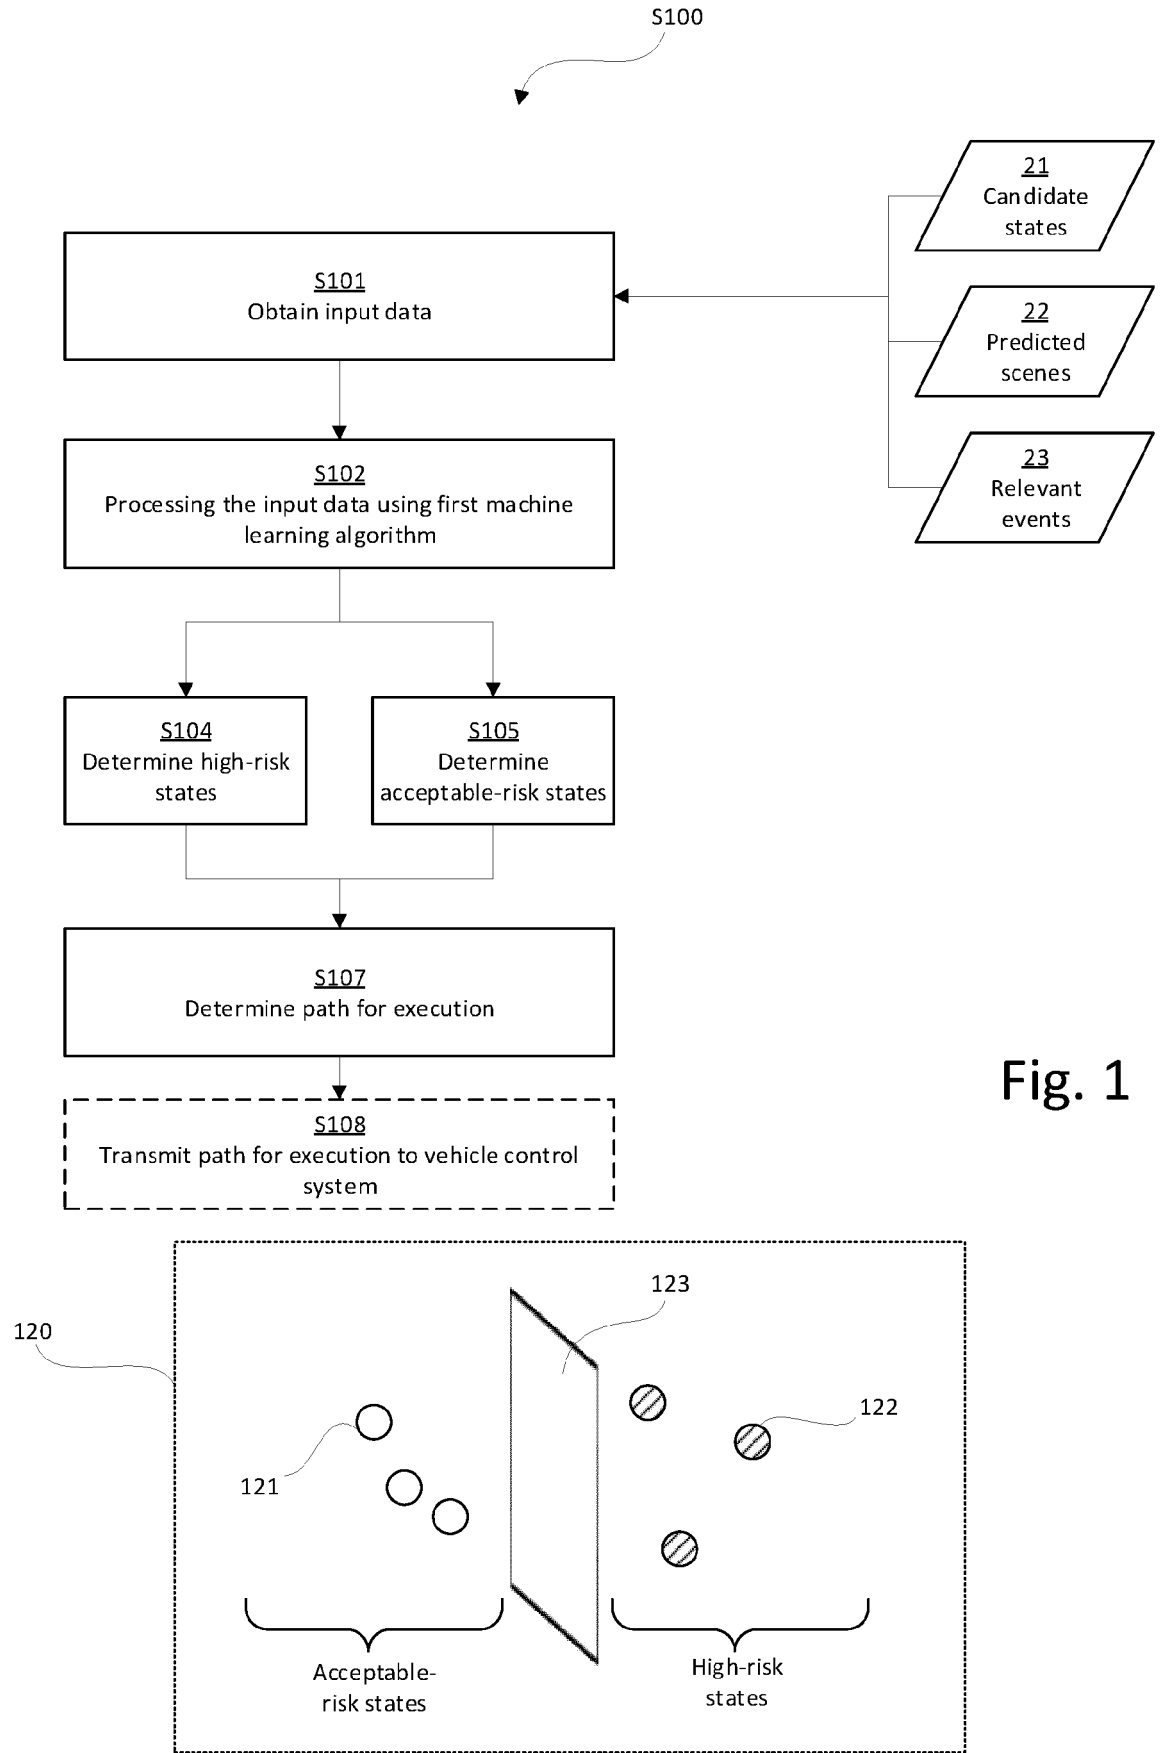 S100
21
Candidate
states
S101
Obtain input data
22
Predicted
scenes
S102
Processing the input data using first machine
learning algorithm
23
Relevant
events
S104
Determine high-risk
states
S105
Determine
acceptable-risk states
S107
Determine path for execution
Fig. 1
S108
Transmit path for execution to vehicle control
system
120
123
122
121
Acceptable-
risk states
High-risk
states